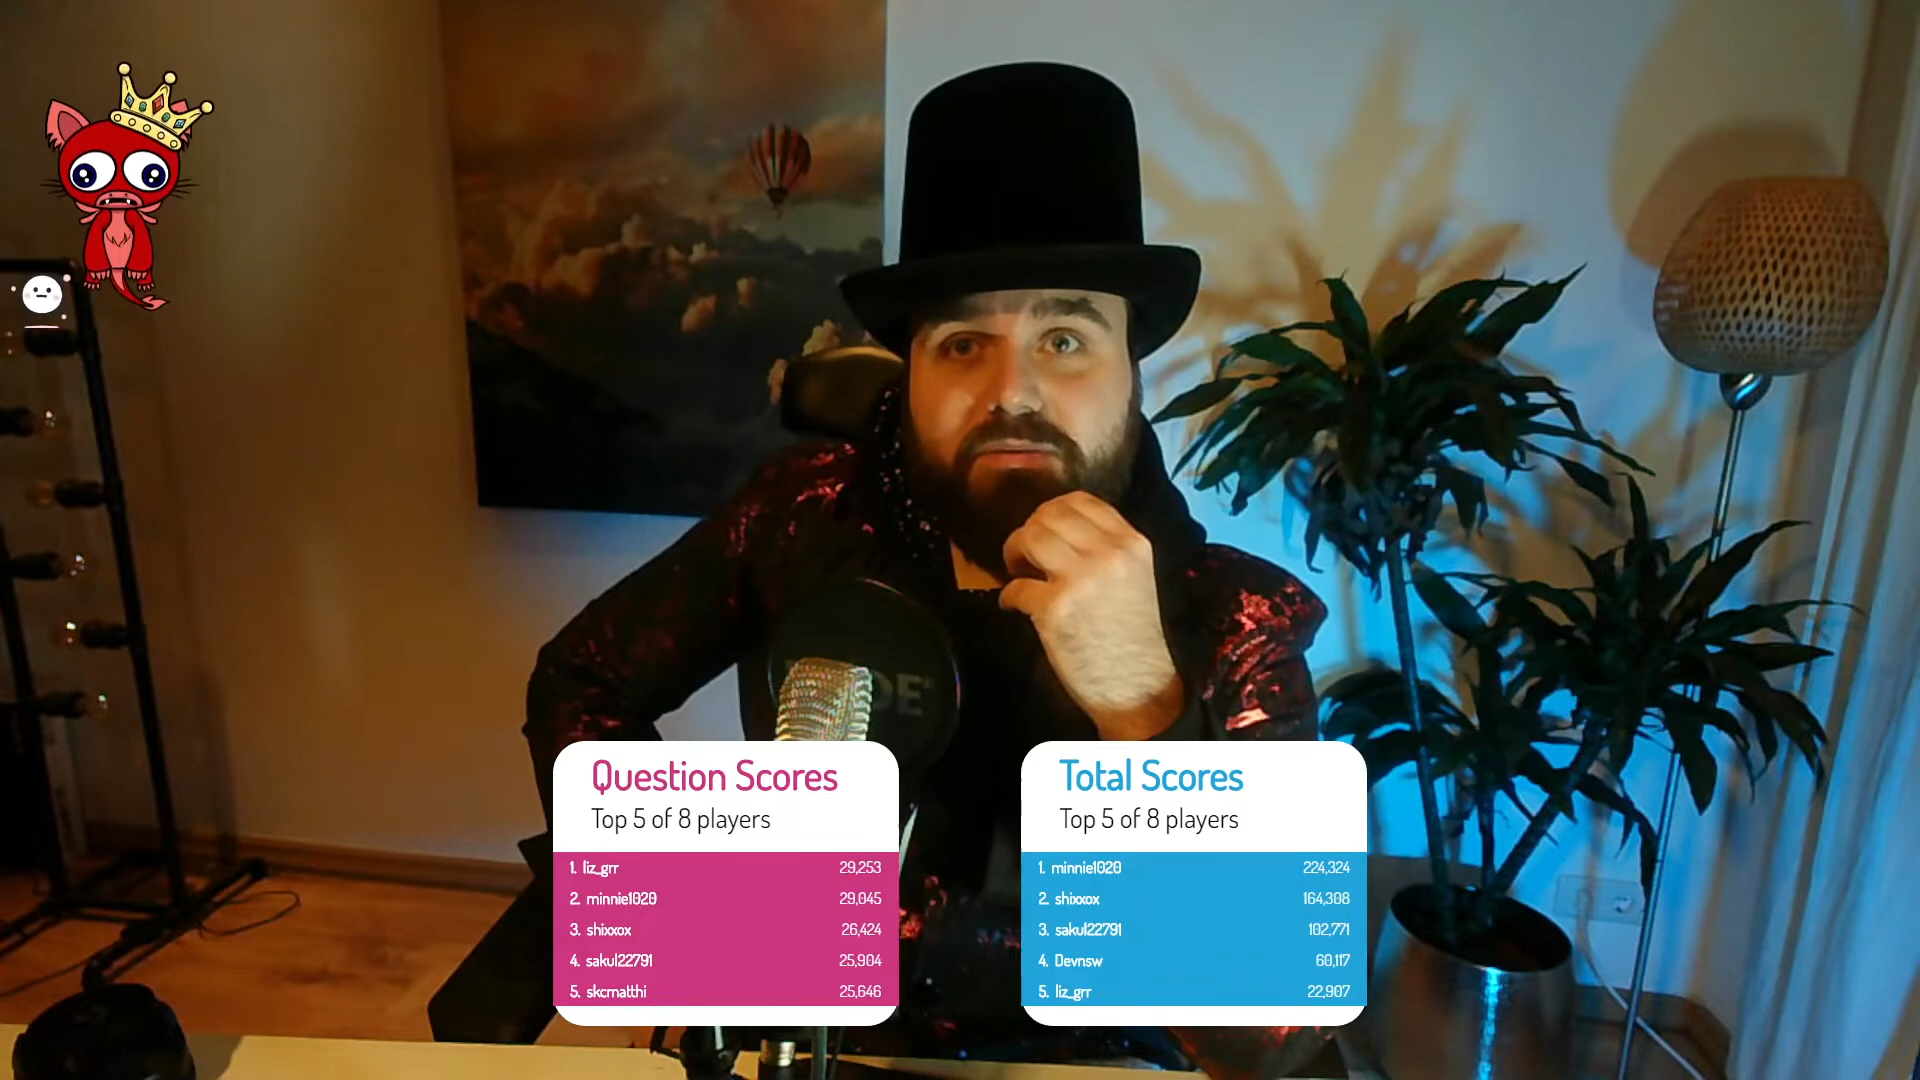 Question Scores
Top 5 of 8 players
1. liz_grr 29,253
2. minnie1020 29,045
3. shixxox 26,424
4. sakul22791 25,904
5. skcmatthi 25,646
Total Scores
Top 5 of 8 players
1. minnie1020 224,324
2. shixxox 164,308
3. sakul22791 102,771
4. Devnsw 60,117
5. liz_grr 22,907